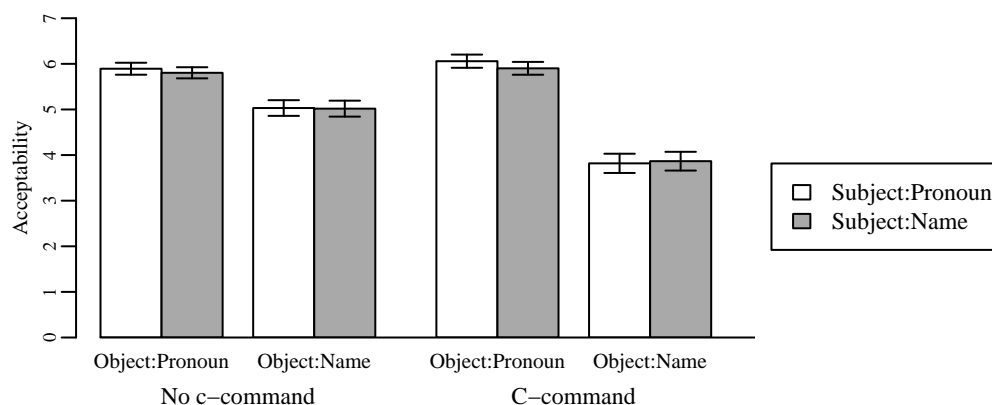 7
6
5
4
3
2
1
0
Acceptability
Subject:Pronoun
Subject:Name
Object:Pronoun Object:Name Object:Pronoun Object:Name
No c−command C−command